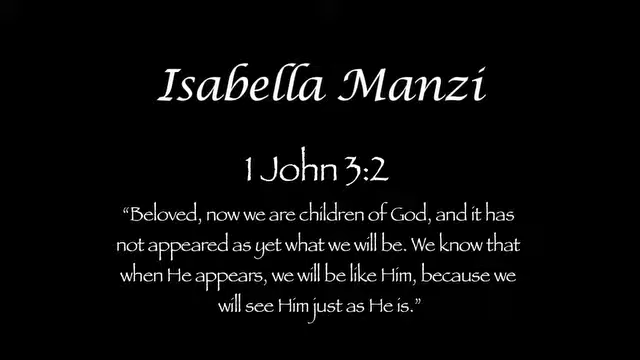 Isabella Manzi
1 John 3:2
“Beloved, now we are children of God, and it has
not appeared as yet what we will be. We know that
when He appears, we will be like Him, because we
will see Him just as He is.”